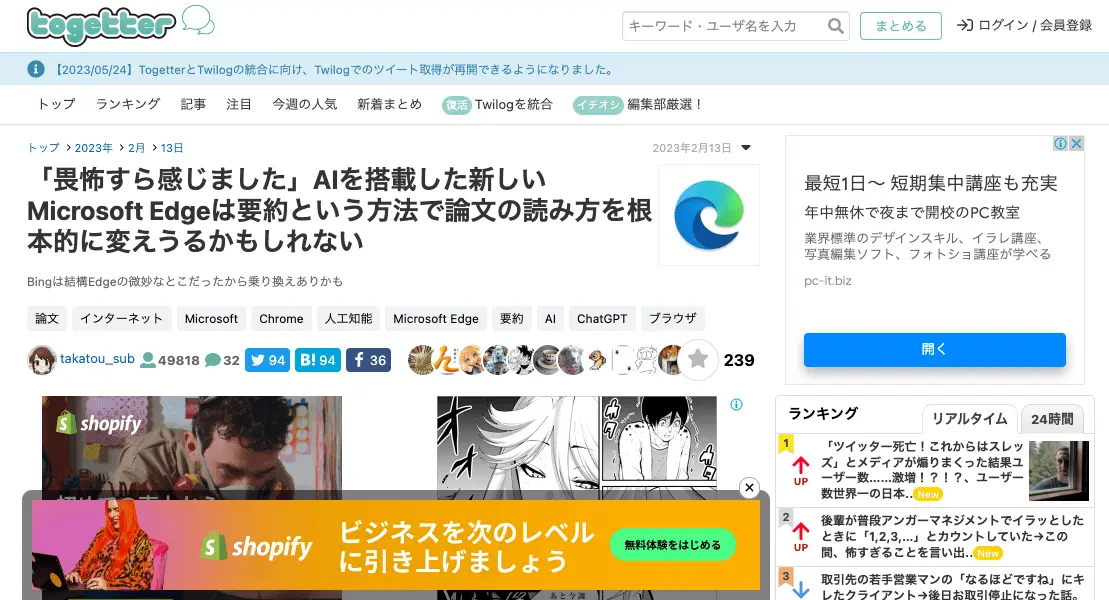 togetter
キーワード・ユーザ名を入力
まとめる
ログイン / 会員登録
【2023/05/24】TogetterとTwilogの統合に向け、Twilogでのツイート取得が再開できるようになりました。
トップ ランキング 記事 注目 今週の人気 新着まとめ 復活 Twilogを統合 イチオシ 編集部厳選！
トップ > 2023年 > 2月 > 13日
2023年2月13日
「畏怖すら感じました」AIを搭載した新しい
Microsoft Edgeは要約という方法で論文の読み方を根
本的に変えうるかもしれない
Bingは結構Edgeの微妙なとこだったから乗り換えありかも
論文 インターネット Microsoft Chrome 人工知能 Microsoft Edge 要約 AI ChatGPT ブラウザ
takatou_sub 49818 32 94 B! 94 36
239
最短1日〜 短期集中講座も充実
年中無休で夜まで開校のPC教室
業界標準のデザインスキル、イラレ講座、
写真編集ソフト、フォトショ講座が学べる
pc-it.biz
開く
shopify
shopify
ビジネスを次のレベル
に引き上げましょう
無料体験をはじめる
ランキング
リアルタイム
24時間
1
UP
「ツイッター死亡！これからはスレッ
ズ」とメディアが煽りまくった結果ユ
ーザー数……激増！？！？、ユーザー
数世界一の日本.. New
2
UP
後輩が普段アンガーマネジメントでイラッとした
ときに「1,2,3,...」とカウントしていた→この
間、怖すぎることを言い出.. New
3
取引先の若手営業マンの「なるほどですね」にキ
レたクライアント→後日お取引停止になった話。